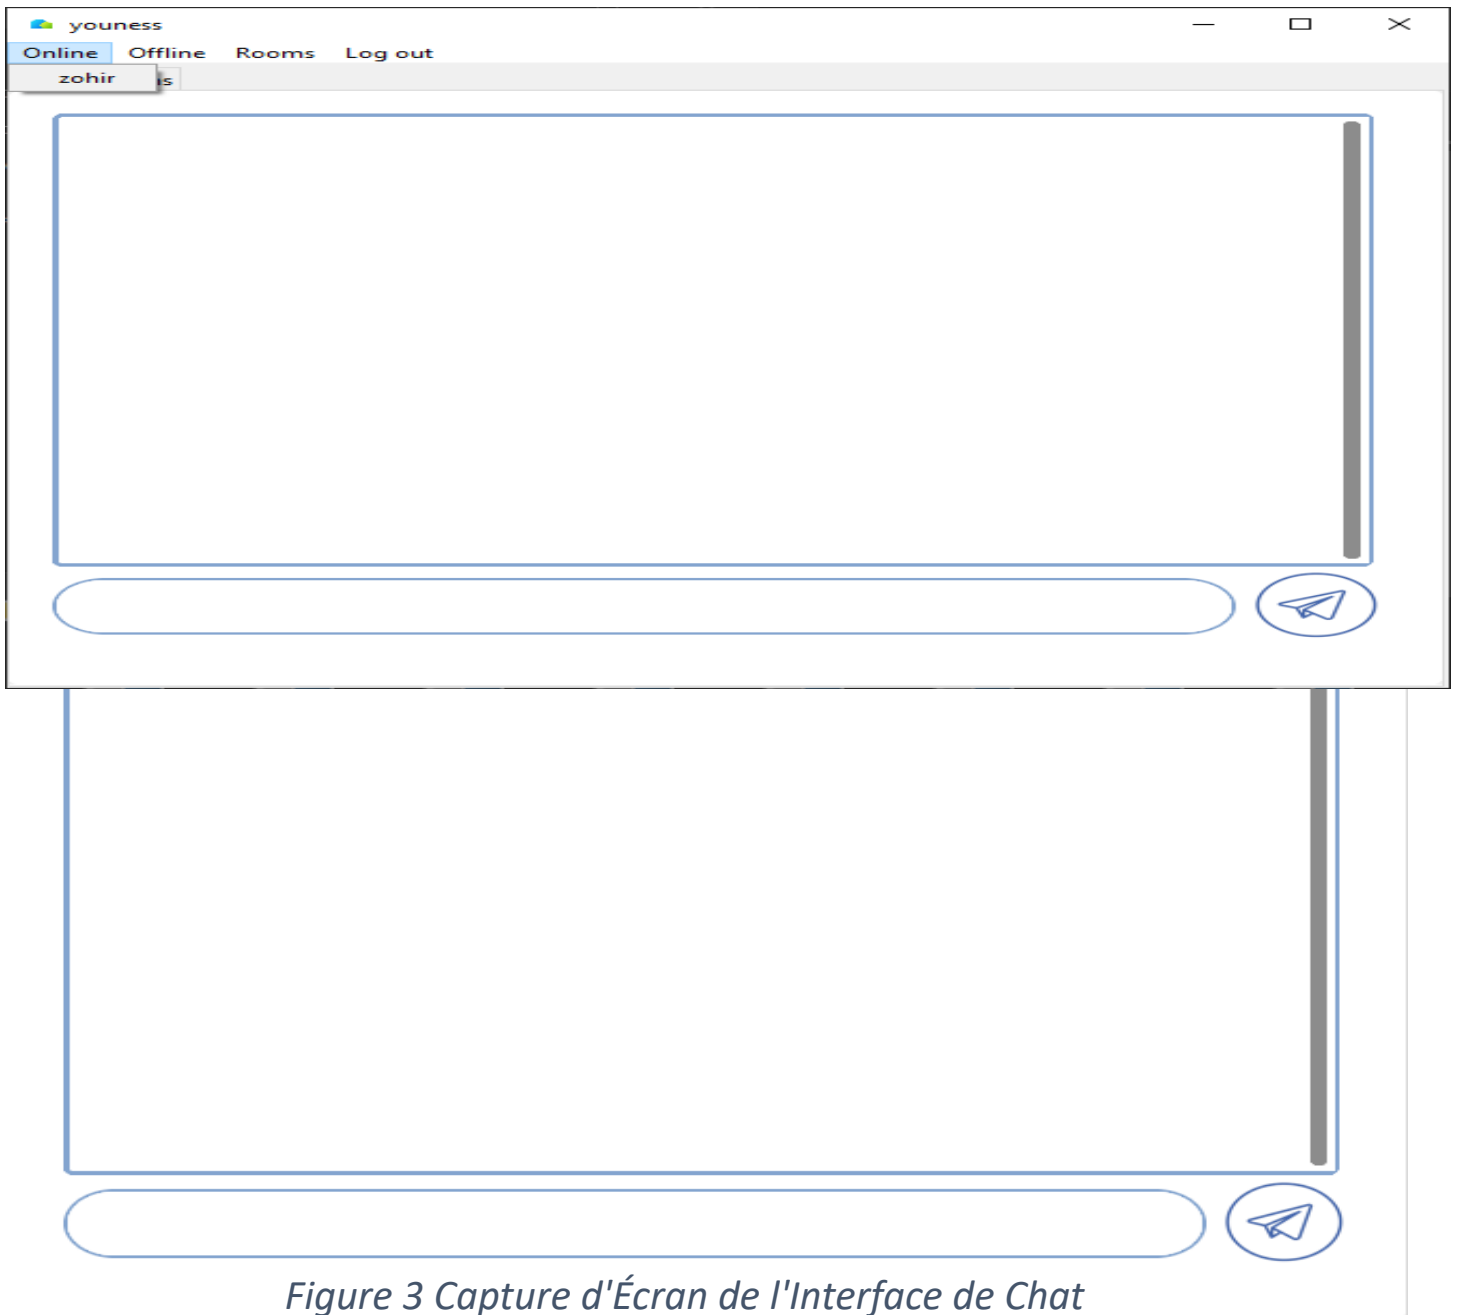 youness
Online Offline Rooms Log out
zohir
Figure 3 Capture d'Écran de l'Interface de Chat